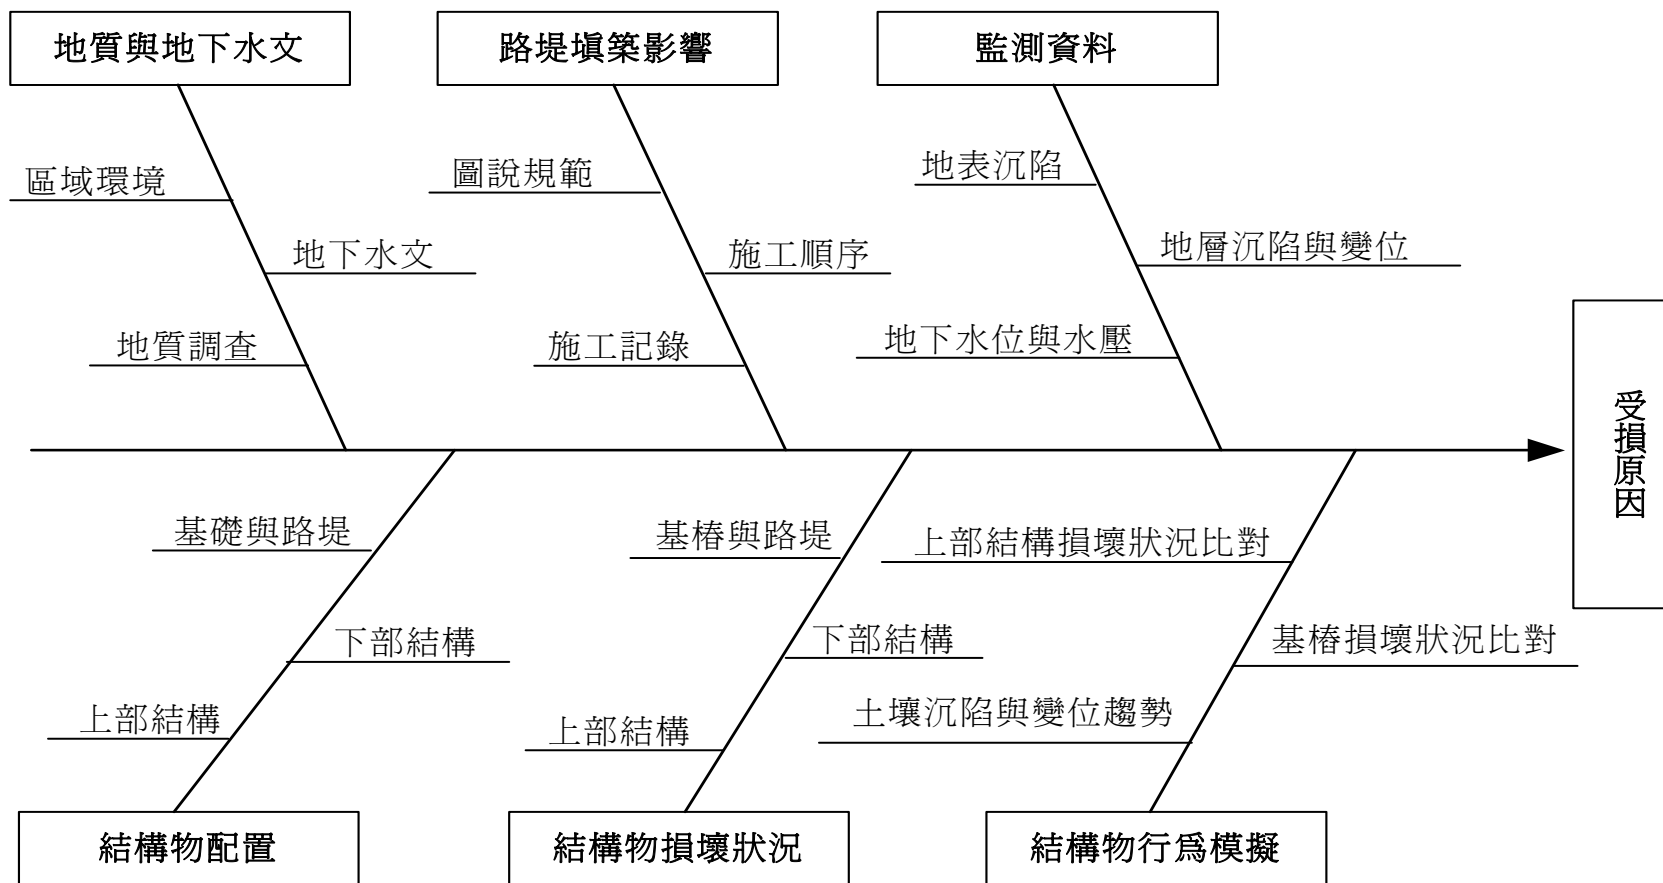 地質與地下水文
路堤填築影響
監測資料
區域環境
圖說規範
地表沉陷
地下水文
施工順序
地層沉陷與變位
地質調查
施工記錄
地下水位與水壓
受損原因
基礎與路堤
基樁與路堤
上部結構損壞狀況比對
下部結構
下部結構
基樁損壞狀況比對
上部結構
上部結構
土壤沉陷與變位趨勢
結構物配置
結構物損壞狀況
結構物行為模擬